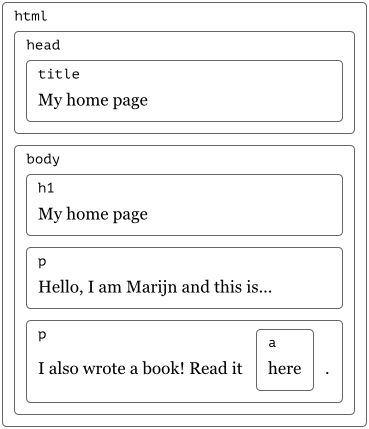 html
head
title
My home page
body
h1
My home page
p
Hello, I am Marijn and this is...
p
a
I also wrote a book! Read it here .